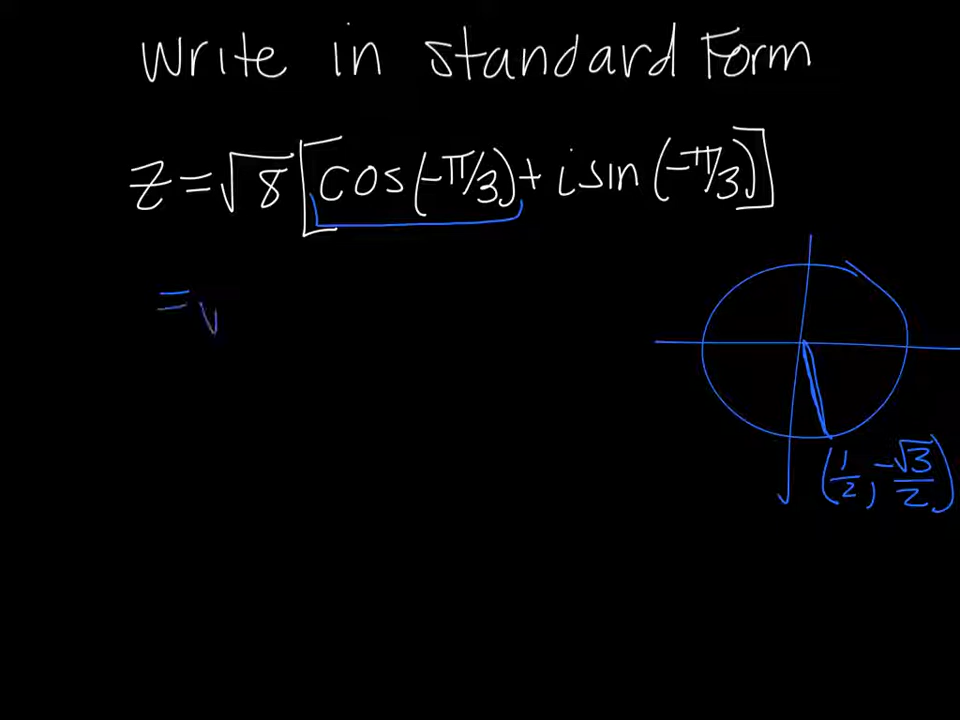 Write in standard Form
z = √8 [cos(-π/3) + i sin(-π/3)]
= √
(1/2, -√3/2)